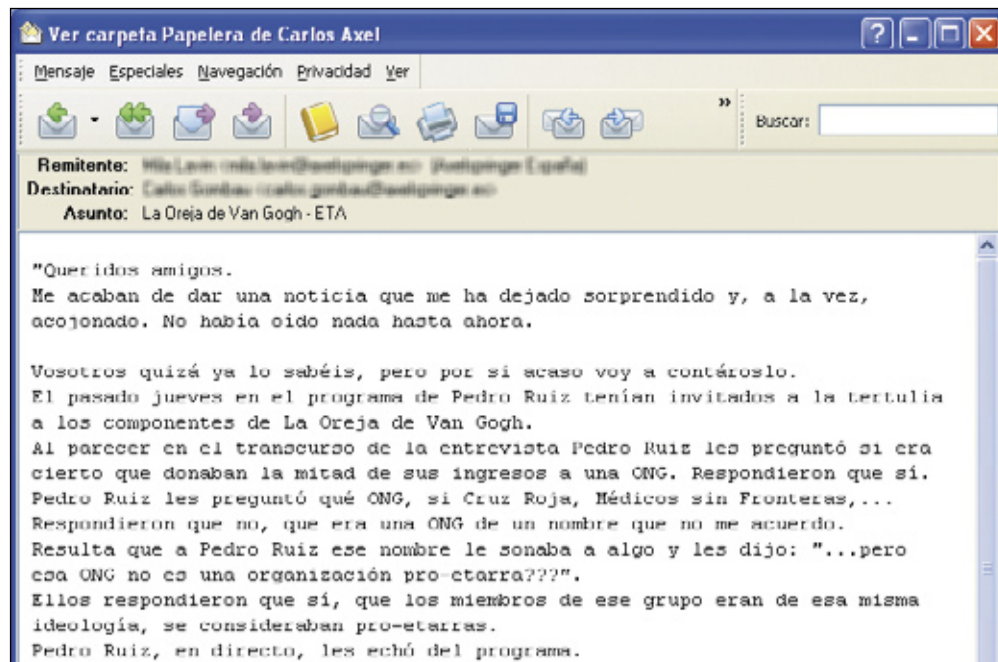 Ver carpeta Papelera de Carlos Axel
Mensaje Especiales Navegación Privacidad Ver
» Buscar:
Remitente:
Destinatario:
Asunto: La Oreja de Van Gogh - ETA
"Queridos amigos.
Me acaban de dar una noticia que me ha dejado sorprendido y, a la vez,
acojonado. No había oido nada hasta ahora.
Vosotros quizá ya lo sabéis, pero por si acaso voy a contároslo.
El pasado jueves en el programa de Pedro Ruiz tenían invitados a la tertulia
a los componentes de La Oreja de Van Gogh.
Al parecer en el transcurso de la entrevista Pedro Ruiz les preguntó si era
cierto que donaban la mitad de sus ingresos a una ONG. Respondieron que sí.
Pedro Ruiz les preguntó qué ONG, si Cruz Roja, Médicos sin Fronteras,...
Respondieron que no, que era una ONG de un nombre que no me acuerdo.
Resulta que a Pedro Ruiz ese nombre le sonaba a algo y les dijo: "...pero
esa ONG no es una organización pro-etarra???".
Ellos respondieron que sí, que los miembros de ese grupo eran de esa misma
ideología, se consideraban pro-etarras.
Pedro Ruiz, en directo, les echó del programa.